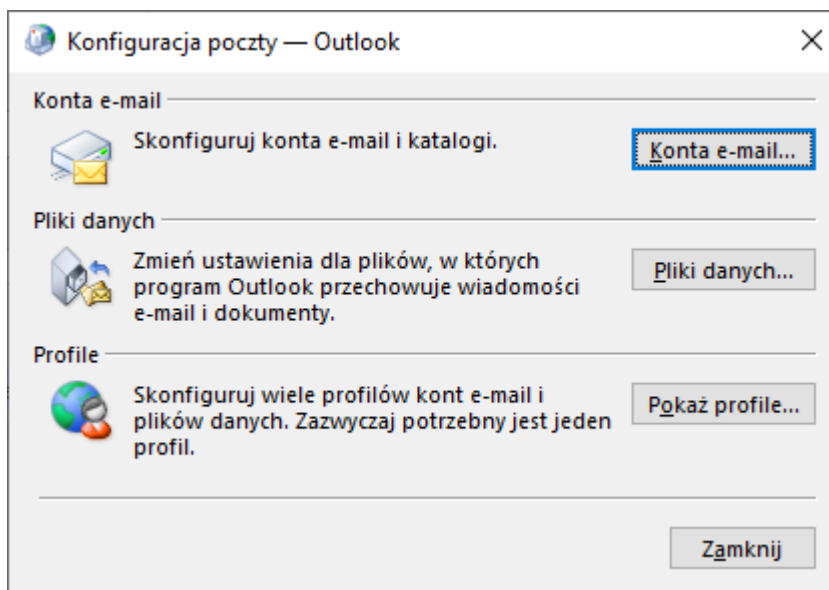 Konfiguracja poczty — Outlook
Konta e-mail
Skonfiguruj konta e-mail i katalogi.
Konta e-mail...
Pliki danych
Zmień ustawienia dla plików, w których
program Outlook przechowuje wiadomości
e-mail i dokumenty.
Pliki danych...
Profile
Skonfiguruj wiele profilów kont e-mail i
plików danych. Zazwyczaj potrzebny jest jeden
profil.
Pokaż profile...
Zamknij